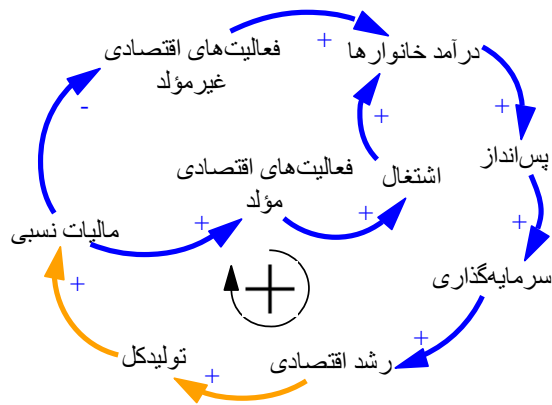 فعالیت‌های اقتصادی
غیرمؤلد
درآمد خانوارها
+
-
+
+
پس‌انداز
فعالیت‌های اقتصادی
مؤلد
اشتغال
+
+
+
مالیات نسبی
+
سرمایه‌گذاری
+
+
رشد اقتصادی
تولیدکل
+